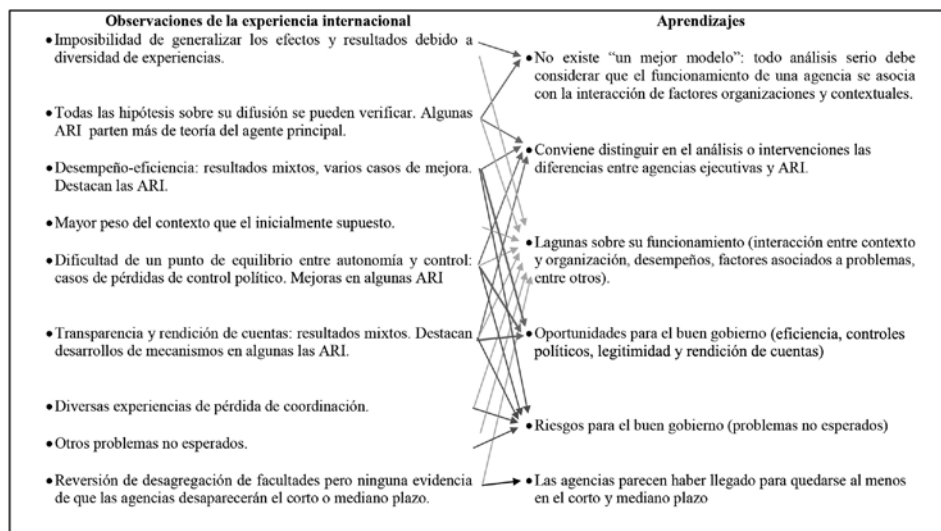 Observaciones de la experiencia internacional
•Imposibilidad de generalizar los efectos y resultados debido a
diversidad de experiencias.
•Todas las hipótesis sobre su difusión se pueden verificar. Algunas
ARI parten más de teoría del agente principal.
•Desempeño-eficiencia: resultados mixtos, varios casos de mejora.
Destacan las ARI.
•Mayor peso del contexto que el inicialmente supuesto.
•Dificultad de un punto de equilibrio entre autonomía y control:
casos de pérdidas de control político. Mejoras en algunas ARI
•Transparencia y rendición de cuentas: resultados mixtos. Destacan
desarrollos de mecanismos en algunas las ARI.
•Diversas experiencias de pérdida de coordinación.
•Otros problemas no esperados.
•Reversión de desagregación de facultades pero ninguna evidencia
de que las agencias desaparecerán el corto o mediano plazo.
Aprendizajes
•No existe “un mejor modelo”: todo análisis serio debe
considerar que el funcionamiento de una agencia se asocia
con la interacción de factores organizaciones y contextuales.
•Conviene distinguir en el análisis o intervenciones las
diferencias entre agencias ejecutivas y ARI.
•Lagunas sobre su funcionamiento (interacción entre contexto
y organización, desempeños, factores asociados a problemas,
entre otros).
•Oportunidades para el buen gobierno (eficiencia, controles
políticos, legitimidad y rendición de cuentas)
•Riesgos para el buen gobierno (problemas no esperados)
•Las agencias parecen haber llegado para quedarse al menos
en el corto y mediano plazo